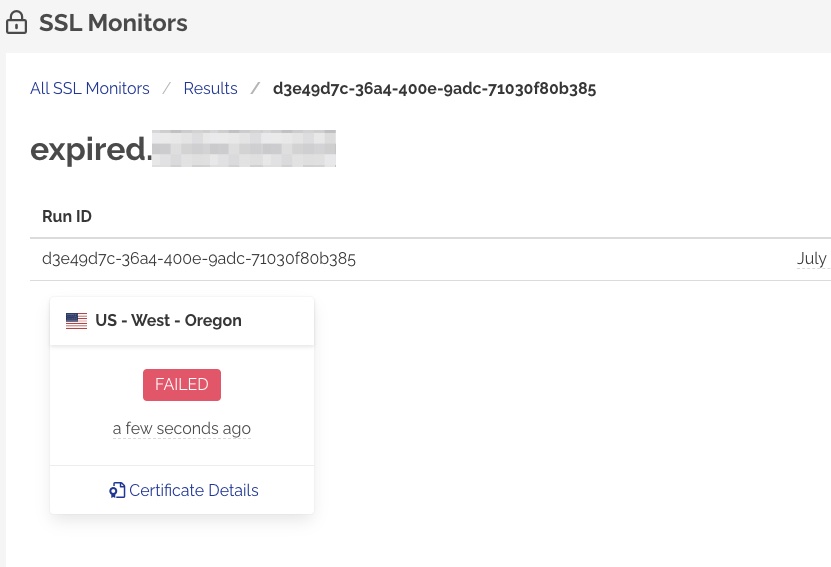 SSL Monitors
All SSL Monitors / Results / d3e49d7c-36a4-400e-9adc-71030f80b385
expired.
Run ID
d3e49d7c-36a4-400e-9adc-71030f80b385 July
US - West - Oregon
FAILED
a few seconds ago
Certificate Details